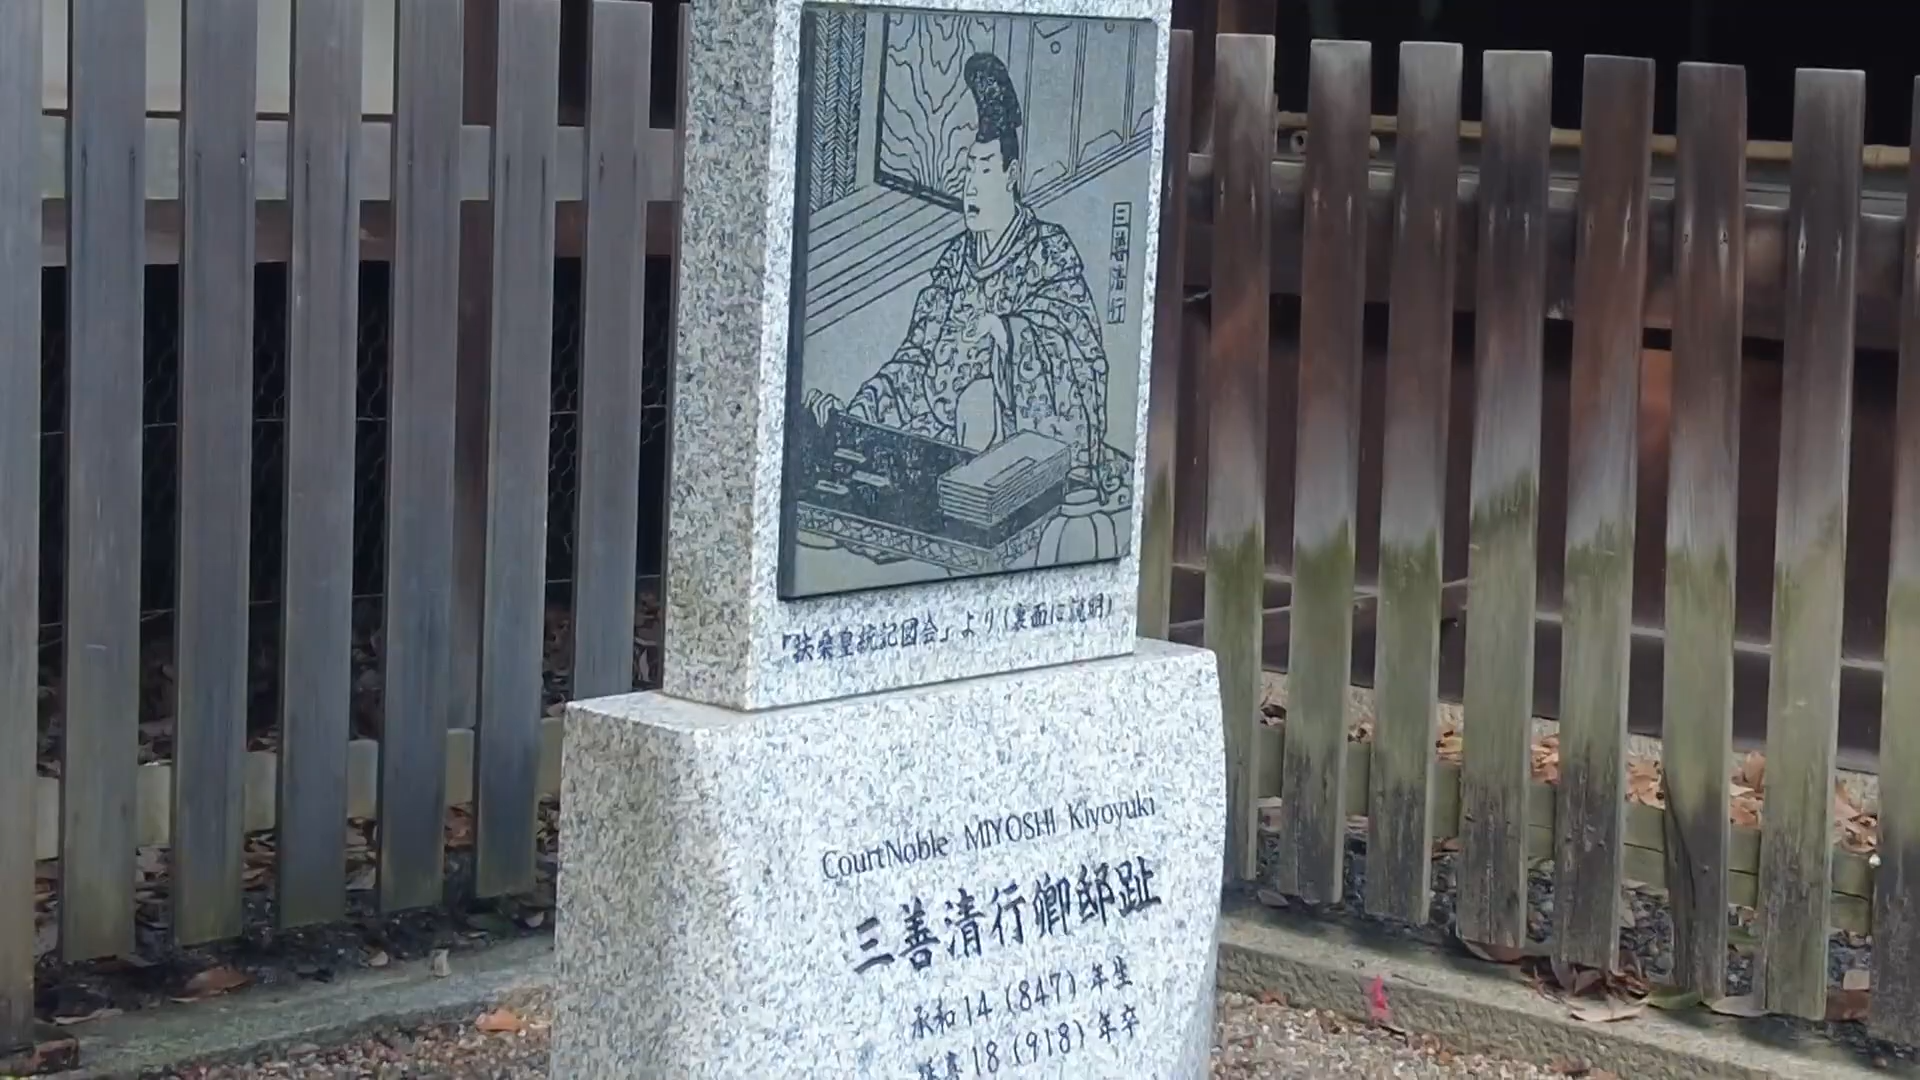 三善清行
「扶桑皇統記図会」より(裏面に説明)
CourtNoble MIYOSHI Kiyoyuki
三善清行卿邸趾
承和14(847)年生
延喜18(918)年卒